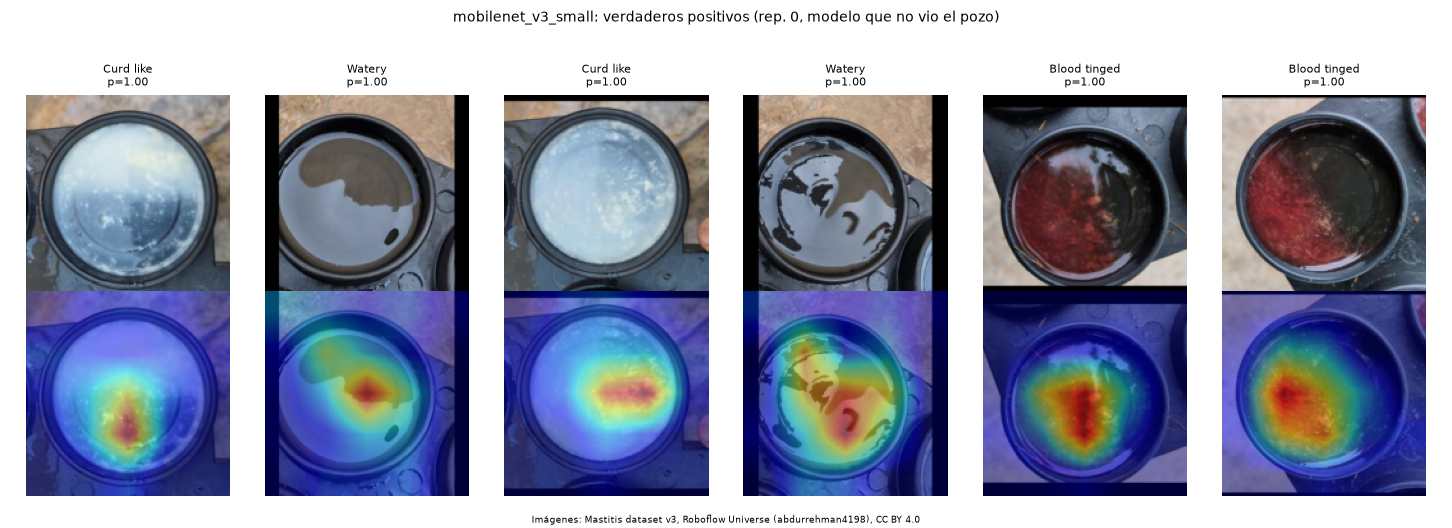 mobilenet_v3_small: verdaderos positivos (rep. 0, modelo que no vio el pozo)
Curd like
p=1.00
Watery
p=1.00
Curd like
p=1.00
Watery
p=1.00
Blood tinged
p=1.00
Blood tinged
p=1.00
Imágenes: Mastitis dataset v3, Roboflow Universe (abdurrehman4198), CC BY 4.0